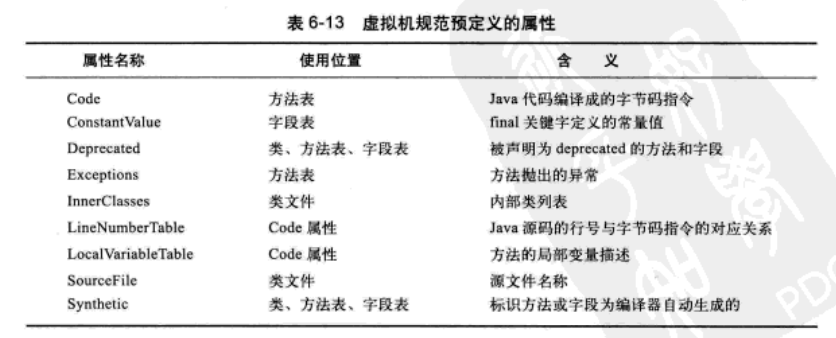 表 6-13 虚拟机规范预定义的属性
属性名称 使用位置 含 义
Code 方法表 Java 代码编译成的字节码指令
ConstantValue 字段表 final 关键字定义的常量值
Deprecated 类、方法表、字段表 被声明为 deprecated 的方法和字段
Exceptions 方法表 方法抛出的异常
InnerClasses 类文件 内部类列表
LineNumberTable Code 属性 Java 源码的行号与字节码指令的对应关系
LocalVariableTable Code 属性 方法的局部变量描述
SourceFile 类文件 源文件名称
Synthetic 类、方法表、字段表 标识方法或字段为编译器自动生成的